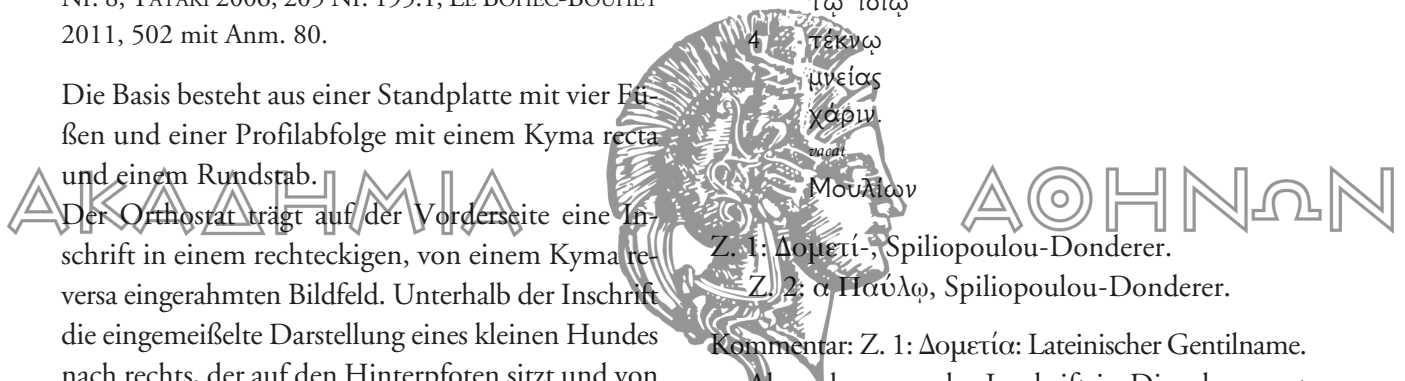 Nr. 8, TATAKI 2006, 205 Nr. 195.1, LE BOHEC-BOUHET
2011, 502 mit Anm. 80.
Die Basis besteht aus einer Standplatte mit vier Fü-
ßen und einer Profilabfolge mit einem Kyma recta
und einem Rundstab.
Der Orthostat trägt auf der Vorderseite eine In-
schrift in einem rechteckigen, von einem Kyma re-
versa eingerahmten Bildfeld. Unterhalb der Inschrift
die eingemeißelte Darstellung eines kleinen Hundes
nach rechts, der auf den Hinterpfoten sitzt und von
τῷ ἰδίῳ
4 τέκνῳ
μνείας
χάριν.
vacat
Μουλίων
Z. 1: Δομετί-, Spiliopoulou-Donderer.
Z. 2: α Παύλῳ, Spiliopoulou-Donderer.
Kommentar: Z. 1: Δομετία: Lateinischer Gentilname.
ΑΚΑΔΗΜΙΑ ΑΘΗΝΩΝ